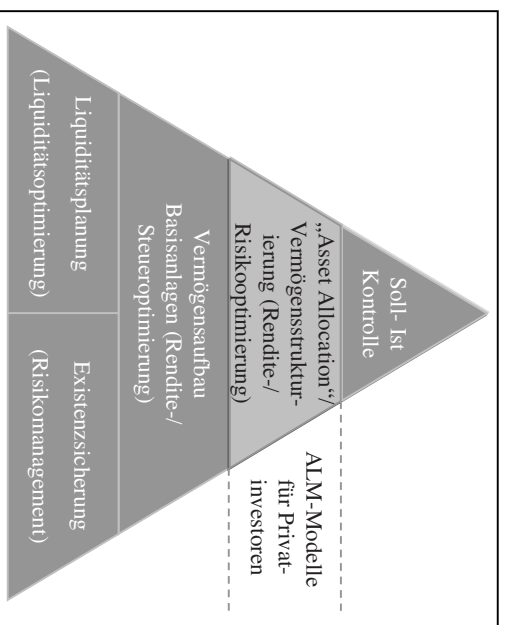 Soll- Ist
Kontrolle
„Asset Allocation“/
Vermögensstruktur-
ierung (Rendite-/
Risikooptimierung)
ALM-Modelle
für Privat-
investoren
Vermögensaufbau
Basisanlagen (Rendite-/
Steueroptimierung)
Liquiditätsplanung
(Liquiditätsoptimierung)
Existenzsicherung
(Risikomanagement)